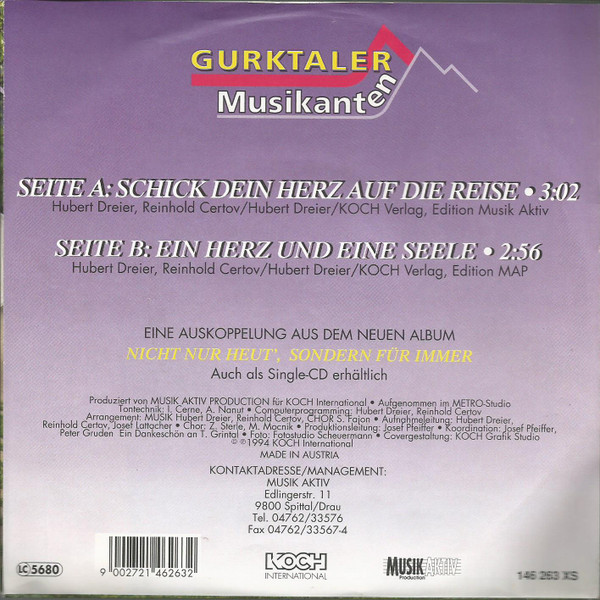 GURKTALER
Musikanten
SEITE A: SCHICK DEIN HERZ AUF DIE REISE • 3:02
Hubert Dreier, Reinhold Certov/Hubert Dreier/KOCH Verlag, Edition Musik Aktiv
SEITE B: EIN HERZ UND EINE SEELE • 2:56
Hubert Dreier, Reinhold Certov/Hubert Dreier/KOCH Verlag, Edition MAP
EINE AUSKOPPELUNG AUS DEM NEUEN ALBUM
NICHT NUR HEUT', SONDERN FÜR IMMER
Auch als Single-CD erhältlich
Produziert von MUSIK AKTIV PRODUCTION für KOCH International • Aufgenommen im METRO-Studio
Tontechnik: I. Cerne, A. Nanut • Computerprogramming: Hubert Dreier, Reinhold Certov
Arrangement: MUSIK Hubert Dreier, Reinhold Certov, CHOR S. Fajon • Aufnahmeleitung: Hubert Dreier,
Reinhold Certov, Josef Lattacher • Chor: Z. Sterle, M. Mocnik • Produktionsleitung: Josef Pfeiffer • Koordination: Josef Pfeiffer,
Peter Gruden Ein Dankeschön an T. Grintal • Foto: Fotostudio Scheuermann • Covergestaltung: KOCH Grafik Studio
℗ © 1994 KOCH International
MADE IN AUSTRIA
KONTAKTADRESSE/MANAGEMENT:
MUSIK AKTIV
Edlingerstr. 11
9800 Spittal/Drau
Tel. 04762/33576
Fax 04762/33567-4
LC 5680
9 002721 462632
KOCH
INTERNATIONAL
MUSIK AKTIV
Production
146 263 XS